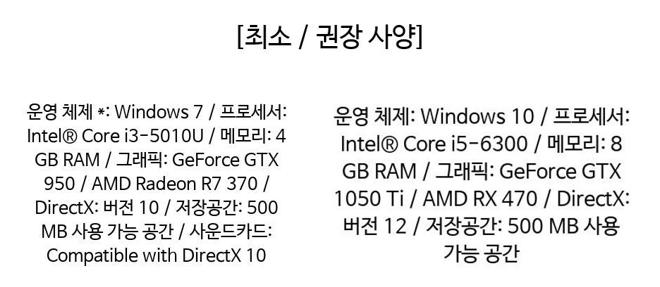 [최소 / 권장 사양]
운영 체제 *: Windows 7 / 프로세서:
Intel® Core i3-5010U / 메모리: 4
GB RAM / 그래픽: GeForce GTX
950 / AMD Radeon R7 370 /
DirectX: 버전 10 / 저장공간: 500
MB 사용 가능 공간 / 사운드카드:
Compatible with DirectX 10
운영 체제: Windows 10 / 프로세서:
Intel® Core i5-6300 / 메모리: 8
GB RAM / 그래픽: GeForce GTX
1050 Ti / AMD RX 470 / DirectX:
버전 12 / 저장공간: 500 MB 사용
가능 공간